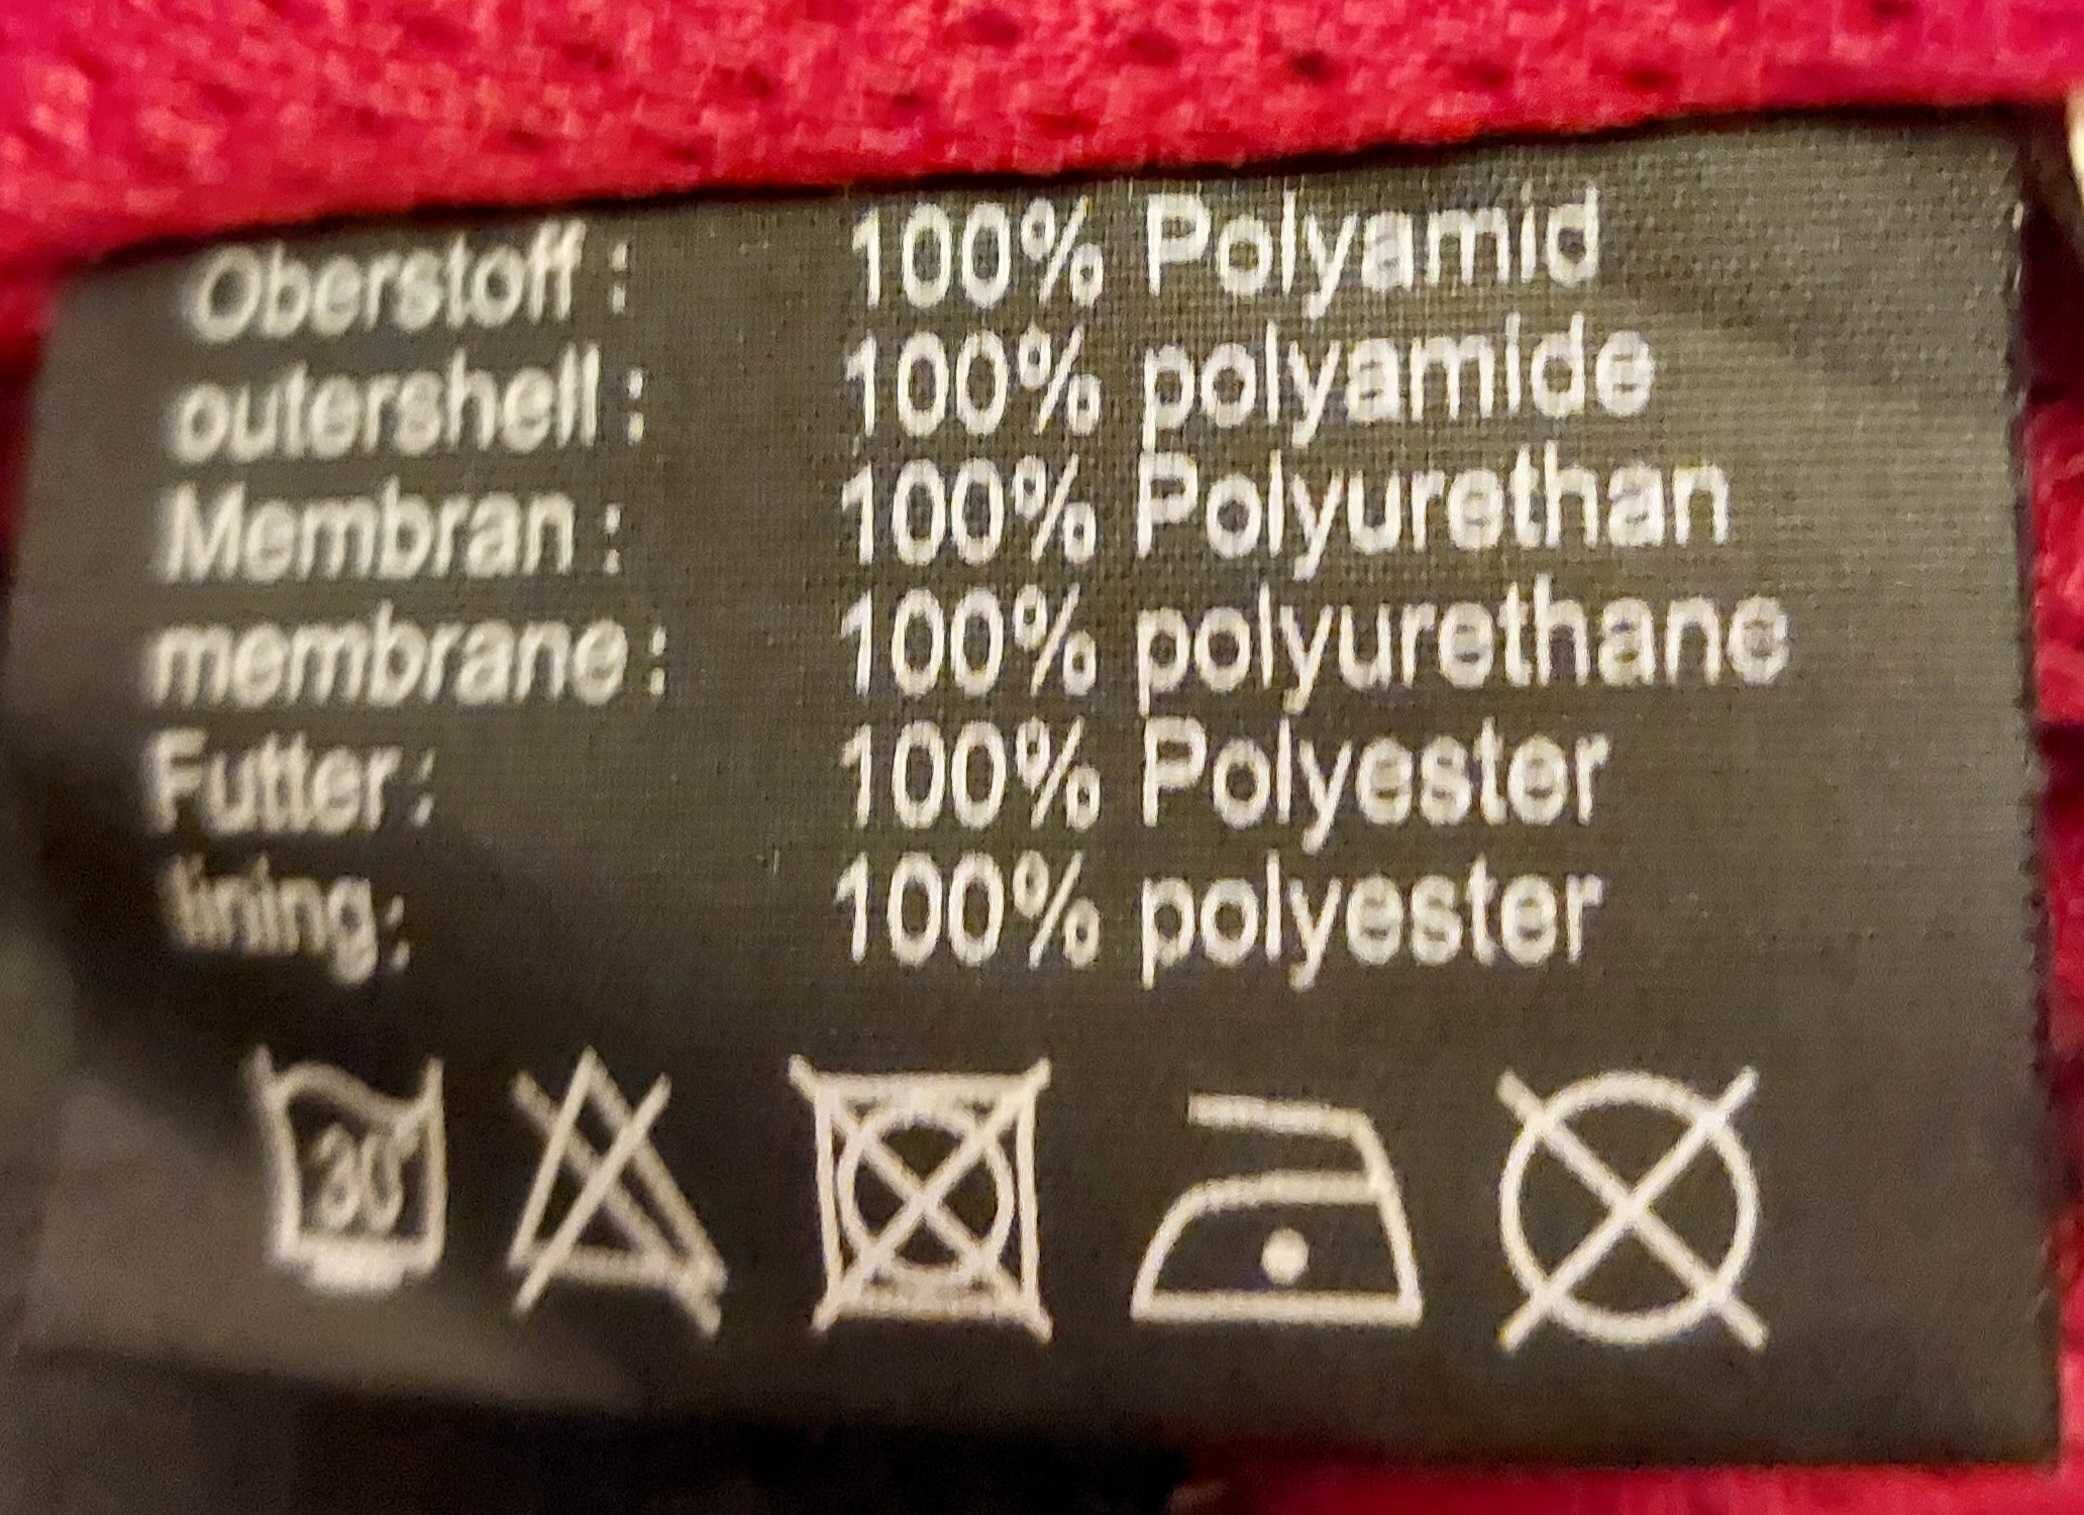 Oberstoff : 100% Polyamid
outershell : 100% polyamide
Membran : 100% Polyurethan
membrane : 100% polyurethane
Futter : 100% Polyester
lining : 100% polyester
30°